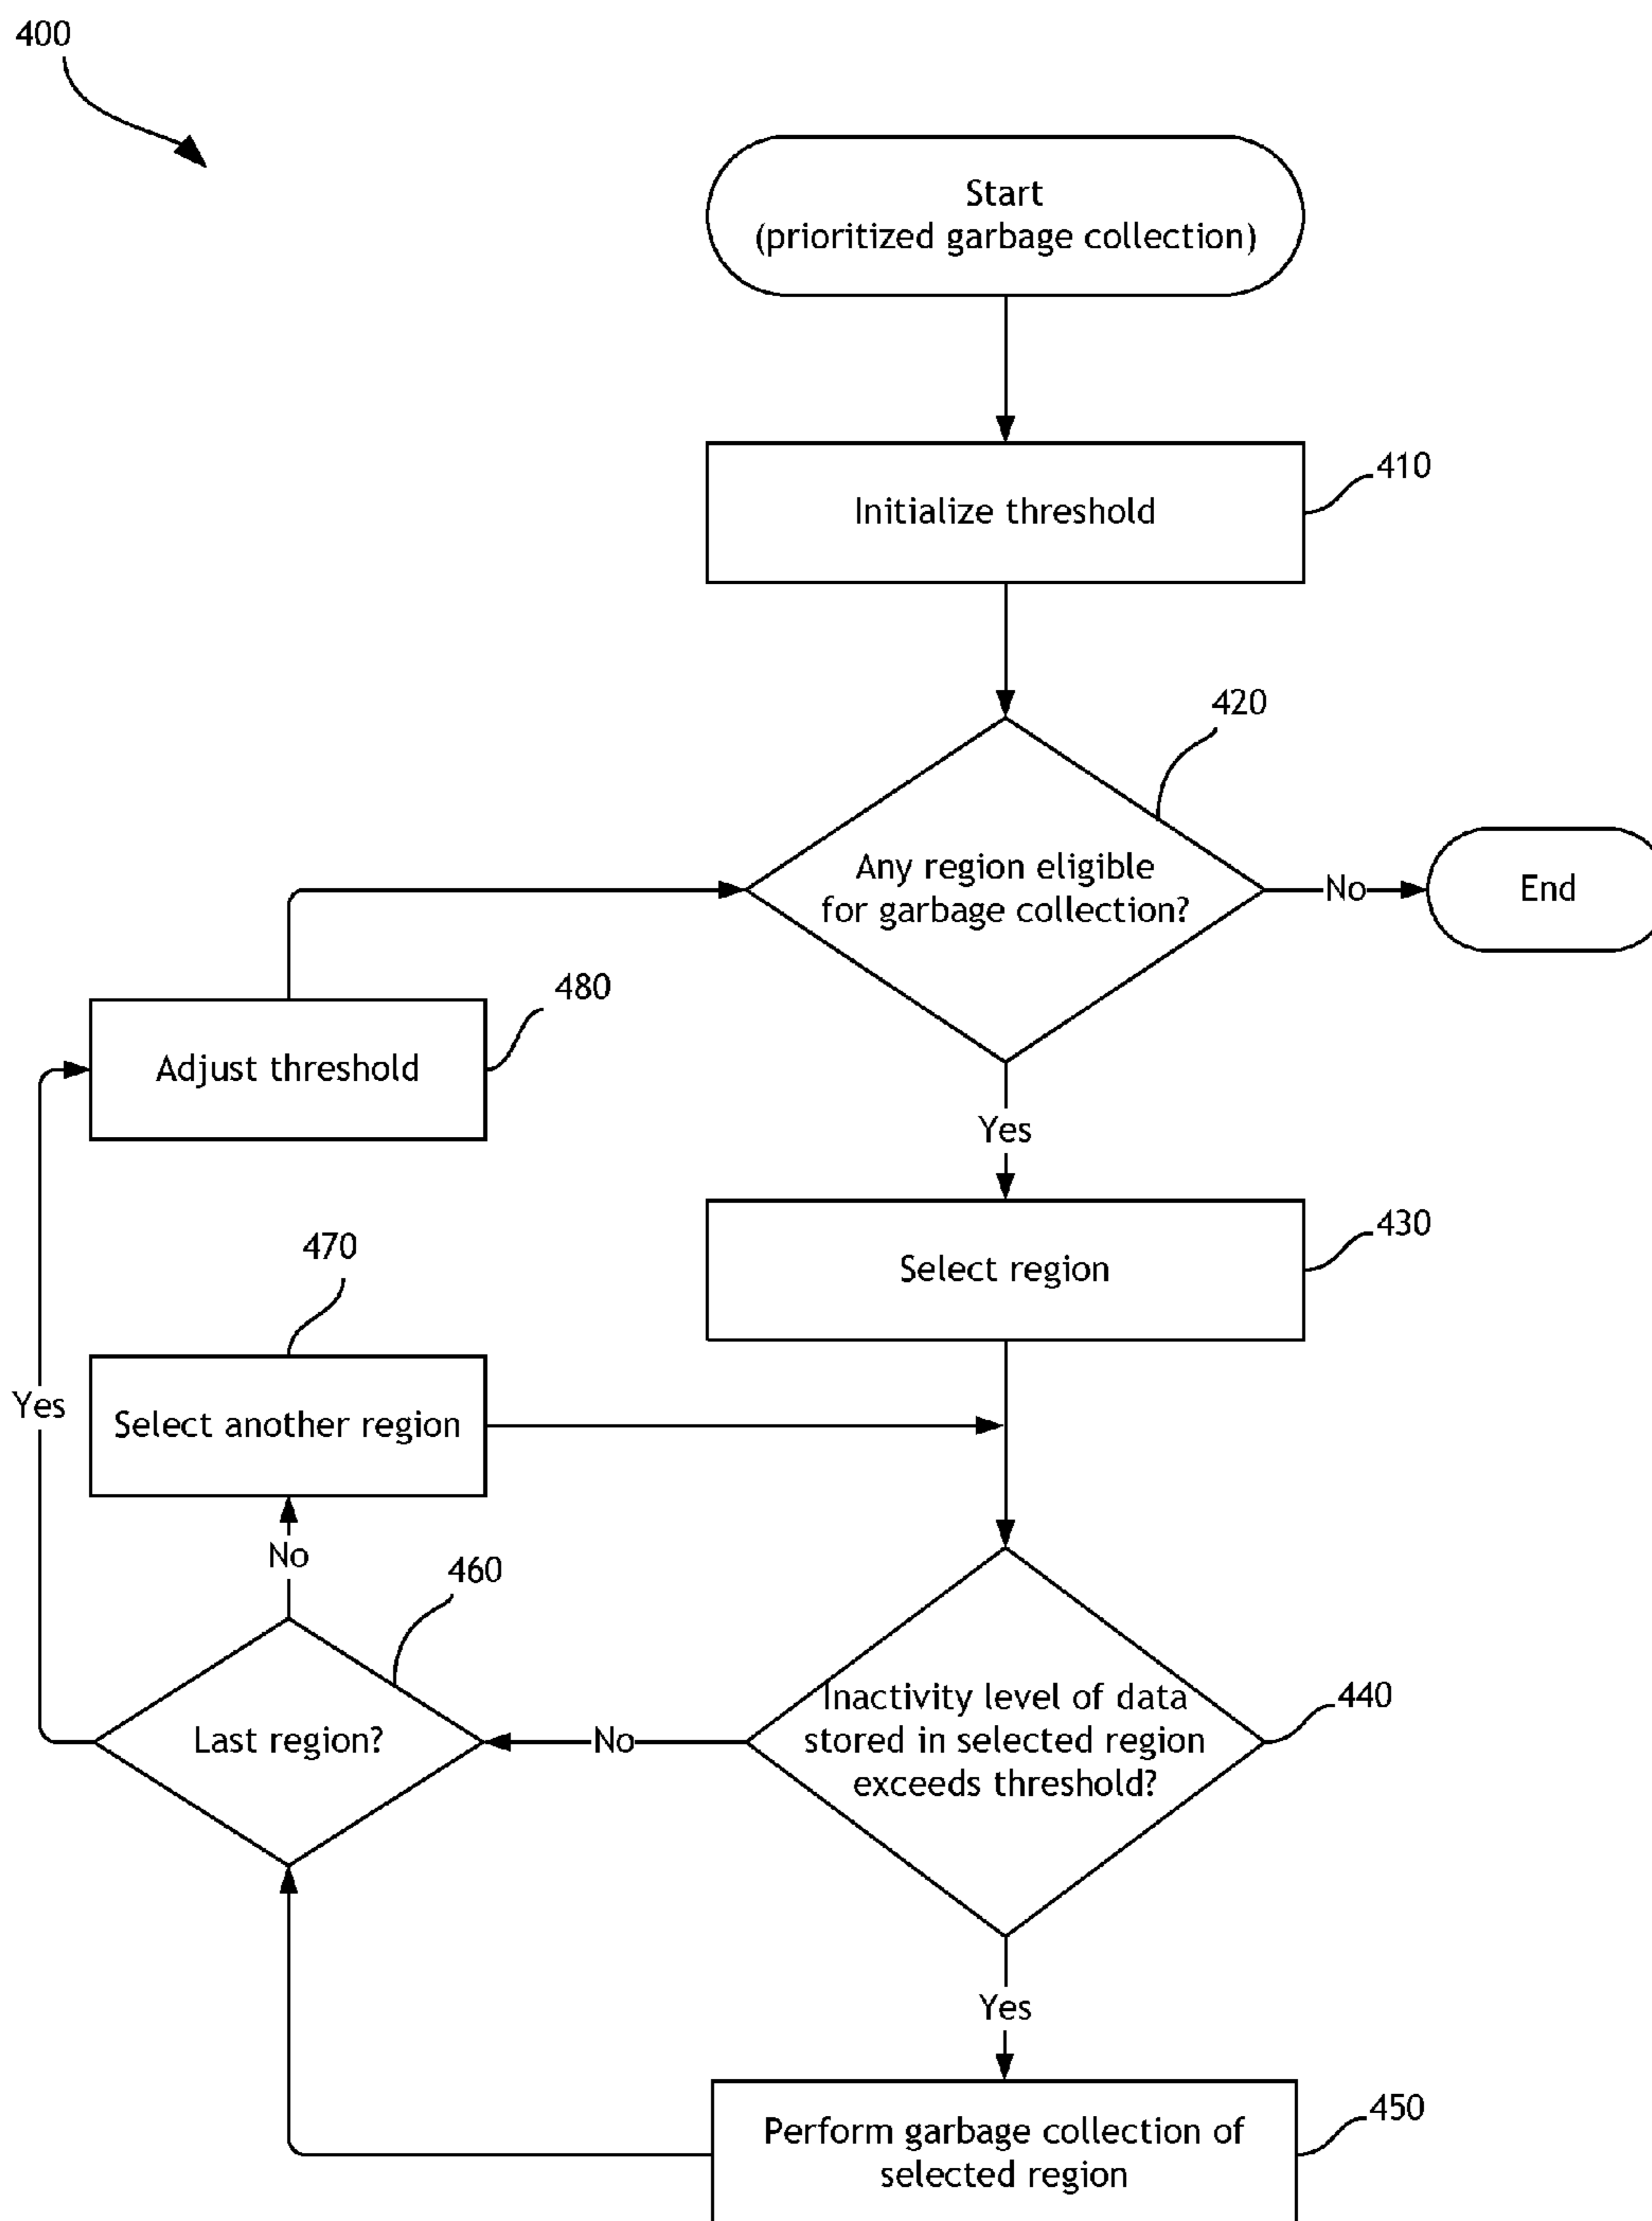 400
Start
(prioritized garbage collection)
410
Initialize threshold
420
Any region eligible
for garbage collection?
No
End
480
Adjust threshold
Yes
430
Select region
470
Select another region
Yes
No
460
Last region?
No
Inactivity level of data
stored in selected region
exceeds threshold?
440
Yes
450
Perform garbage collection of
selected region